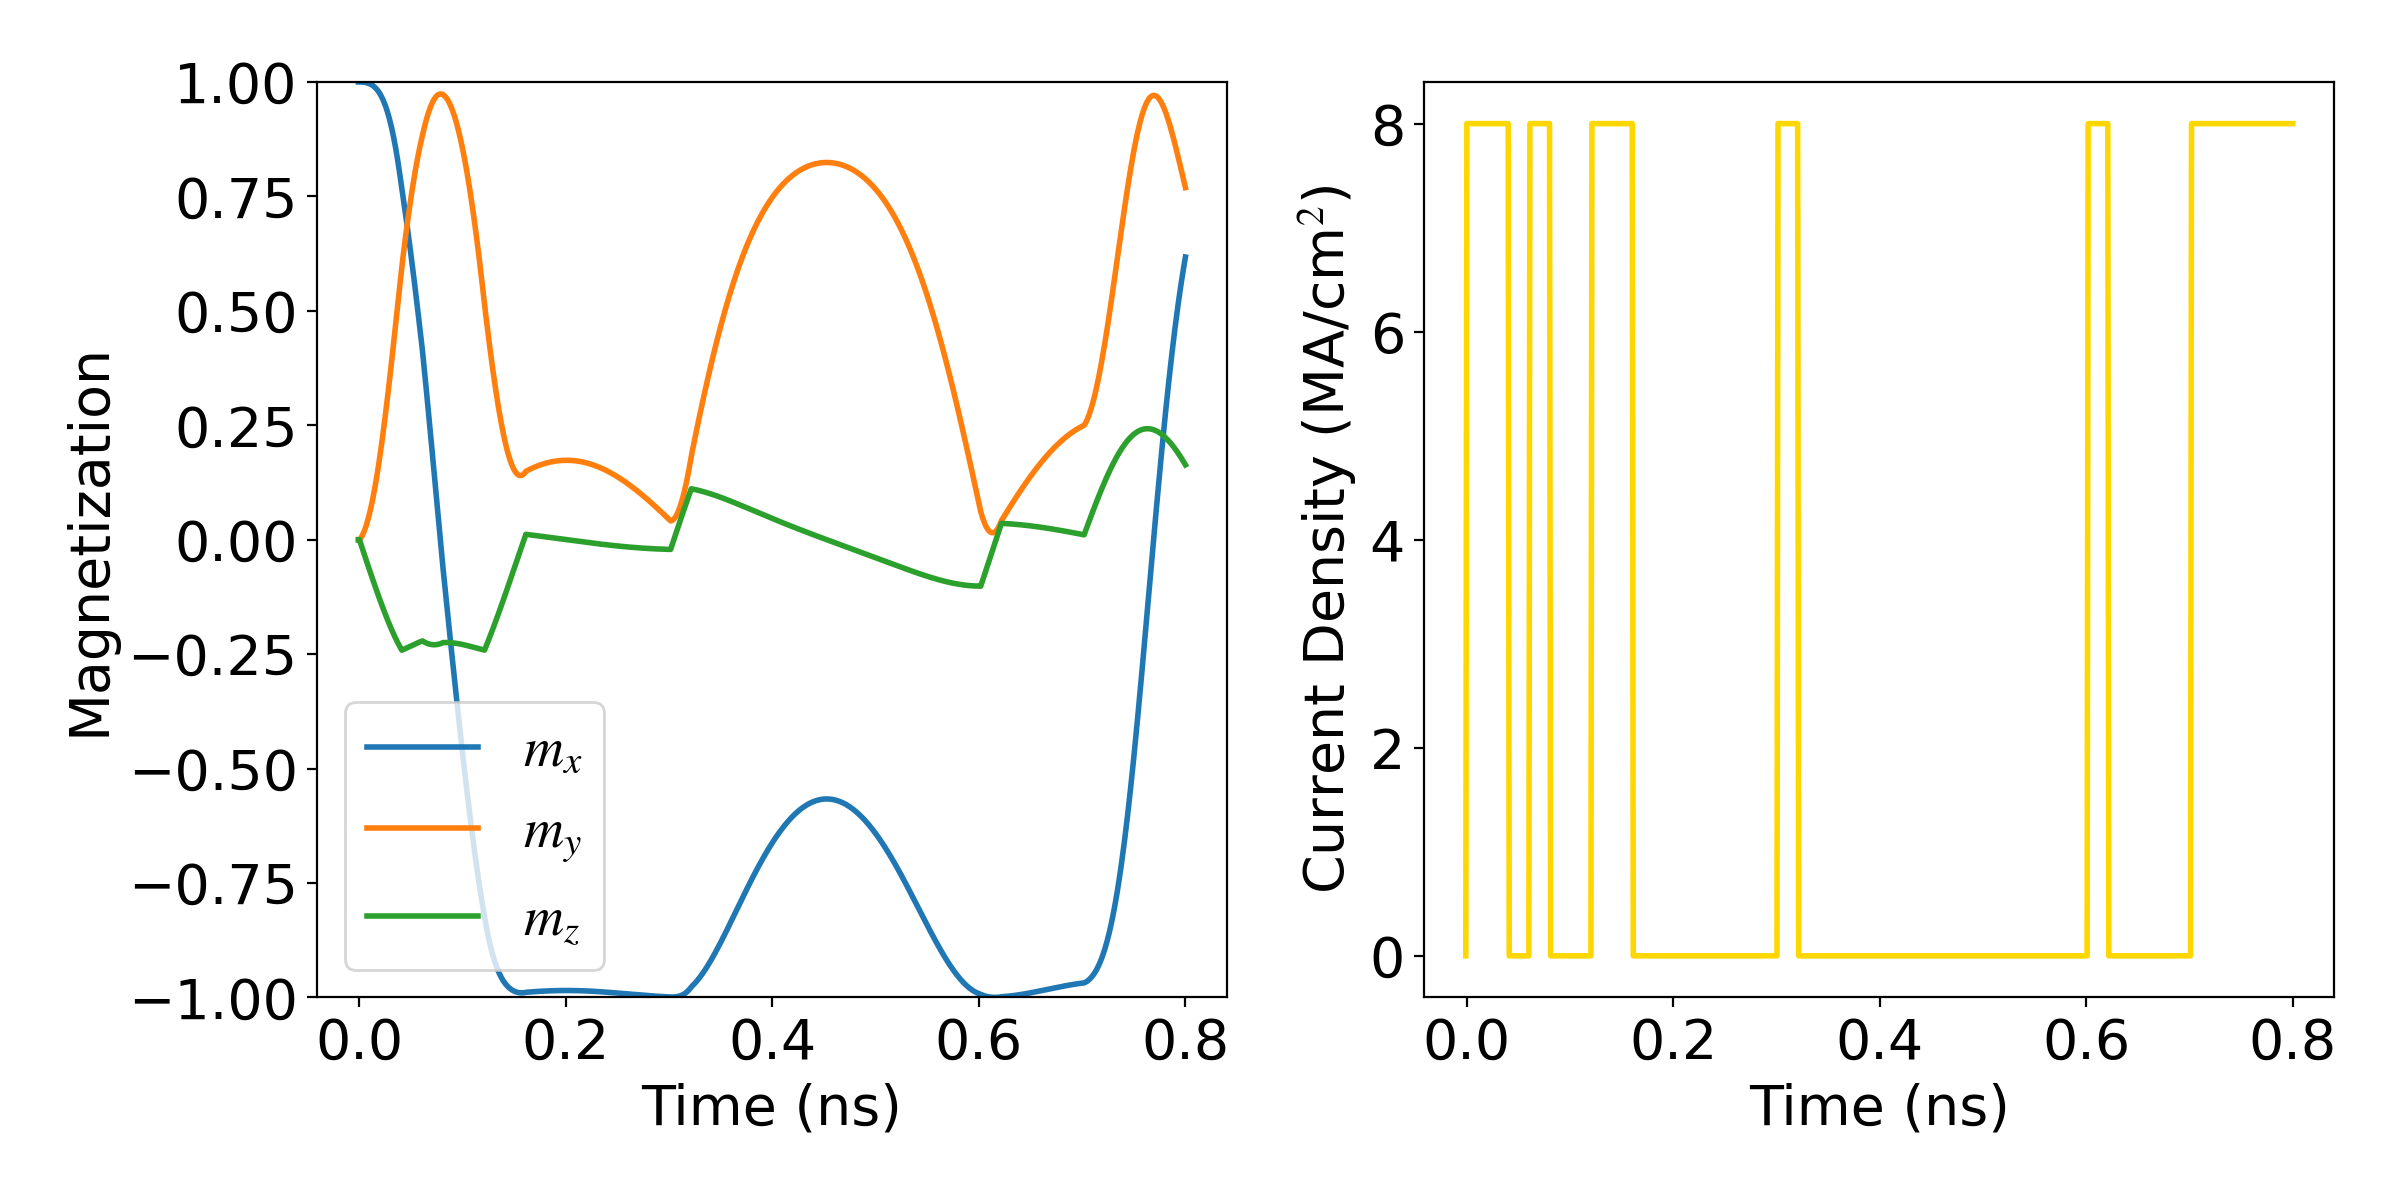 Magnetization
1.00
0.75
0.50
0.25
0.00
−0.25
−0.50
−0.75
−1.00
m_x
m_y
m_z
0.0 0.2 0.4 0.6 0.8
Time (ns)
Current Density (MA/cm²)
8
6
4
2
0
0.0 0.2 0.4 0.6 0.8
Time (ns)